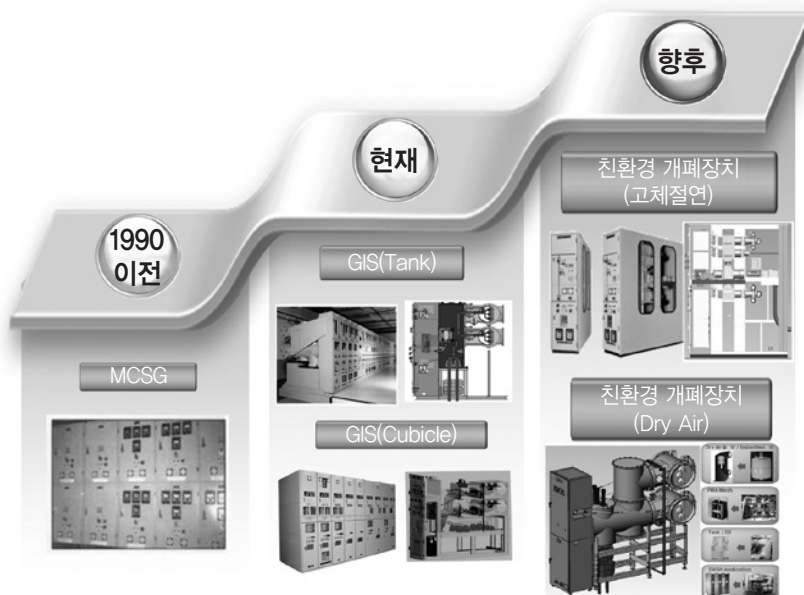 1990
이전
MCSG
현재
GIS(Tank)
GIS(Cubicle)
향후
친환경 개폐장치
(고체절연)
친환경 개폐장치
(Dry Air)